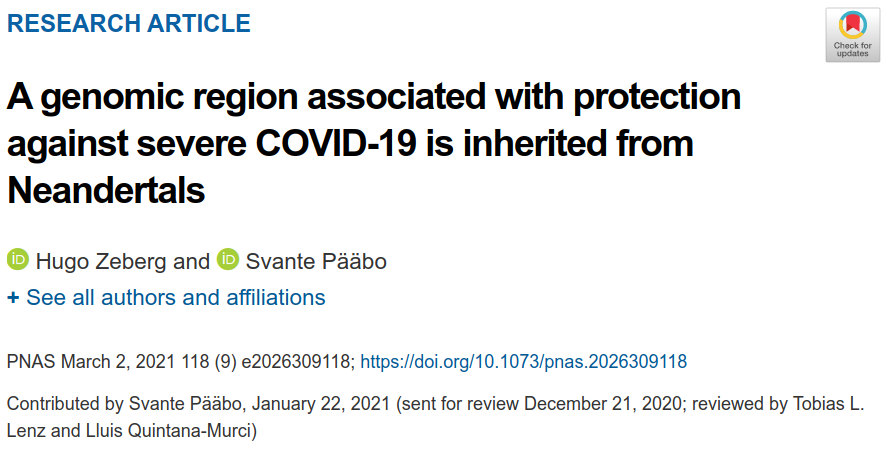 RESEARCH ARTICLE
Check for
updates
A genomic region associated with protection
against severe COVID-19 is inherited from
Neandertals
iD Hugo Zeberg and iD Svante Pääbo
+ See all authors and affiliations
PNAS March 2, 2021 118 (9) e2026309118; https://doi.org/10.1073/pnas.2026309118
Contributed by Svante Pääbo, January 22, 2021 (sent for review December 21, 2020; reviewed by Tobias L.
Lenz and Lluis Quintana-Murci)